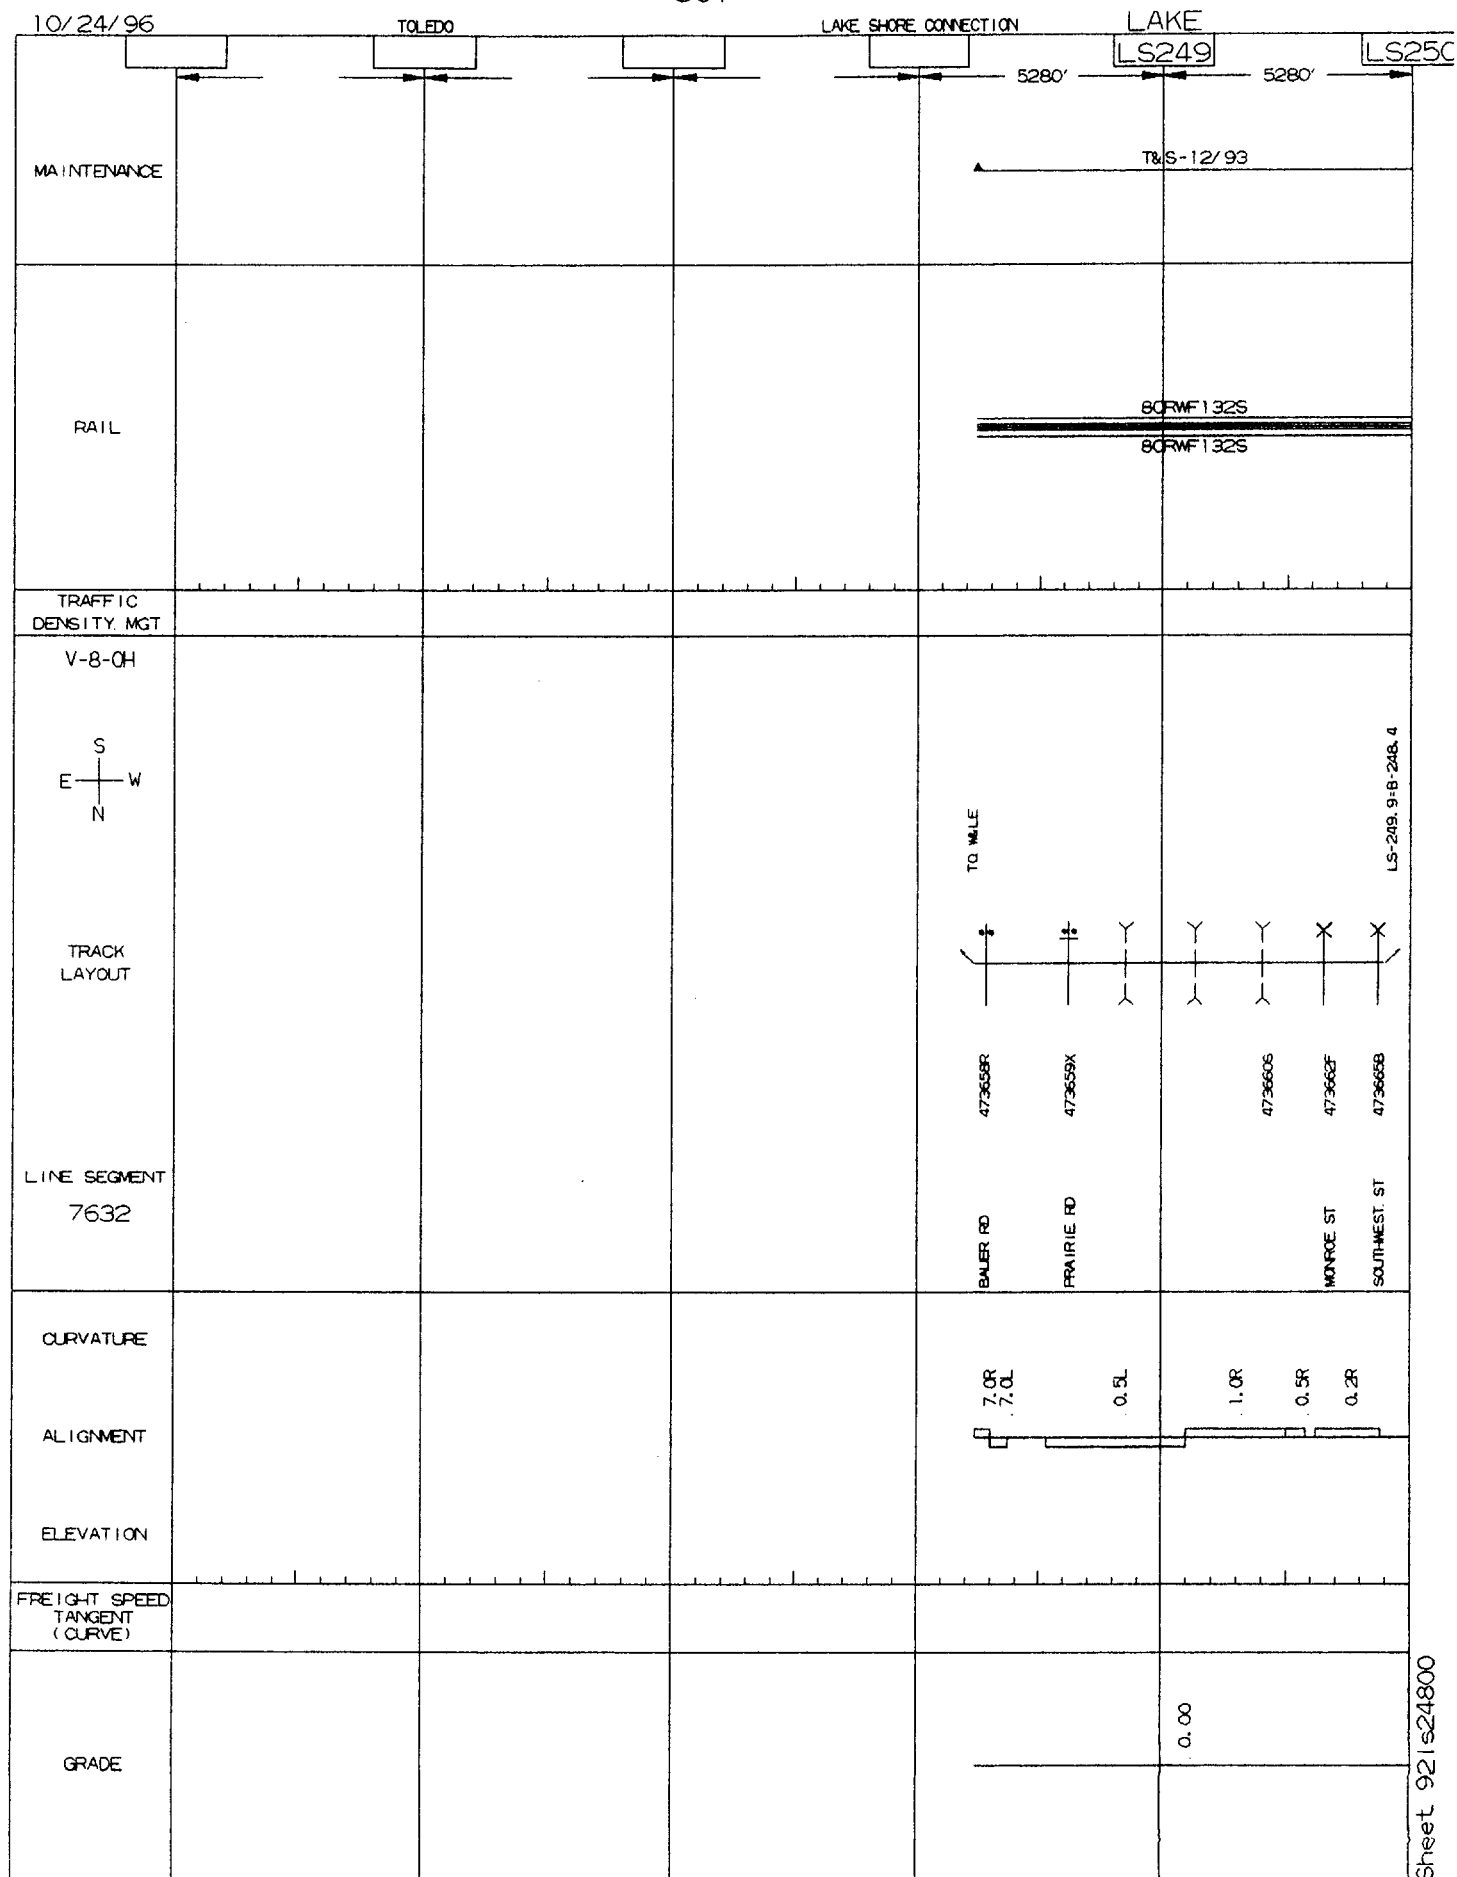 10/24/96
TOLEDO
LAKE SHORE CONNECTION
LAKE
LS249
LS250
5280'
5280'
MAINTENANCE
T&S-12/93
RAIL
80RWF132S
80RWF132S
TRAFFIC
DENSITY. MGT
V-8-OH
S
E
W
N
TO W&LE
LS-249.9=B-248.4
TRACK
LAYOUT
473658R
473659X
473660S
473662F
473665B
LINE SEGMENT
7632
BAUER RD
PRAIRIE RD
MONROE ST
SOUTHWEST. ST
CURVATURE
7.0R
7.0L
0.5L
1.0R
0.5R
0.2R
ALIGNMENT
ELEVATION
FREIGHT SPEED
TANGENT
(CURVE)
GRADE
0.00
Sheet 92ls24800